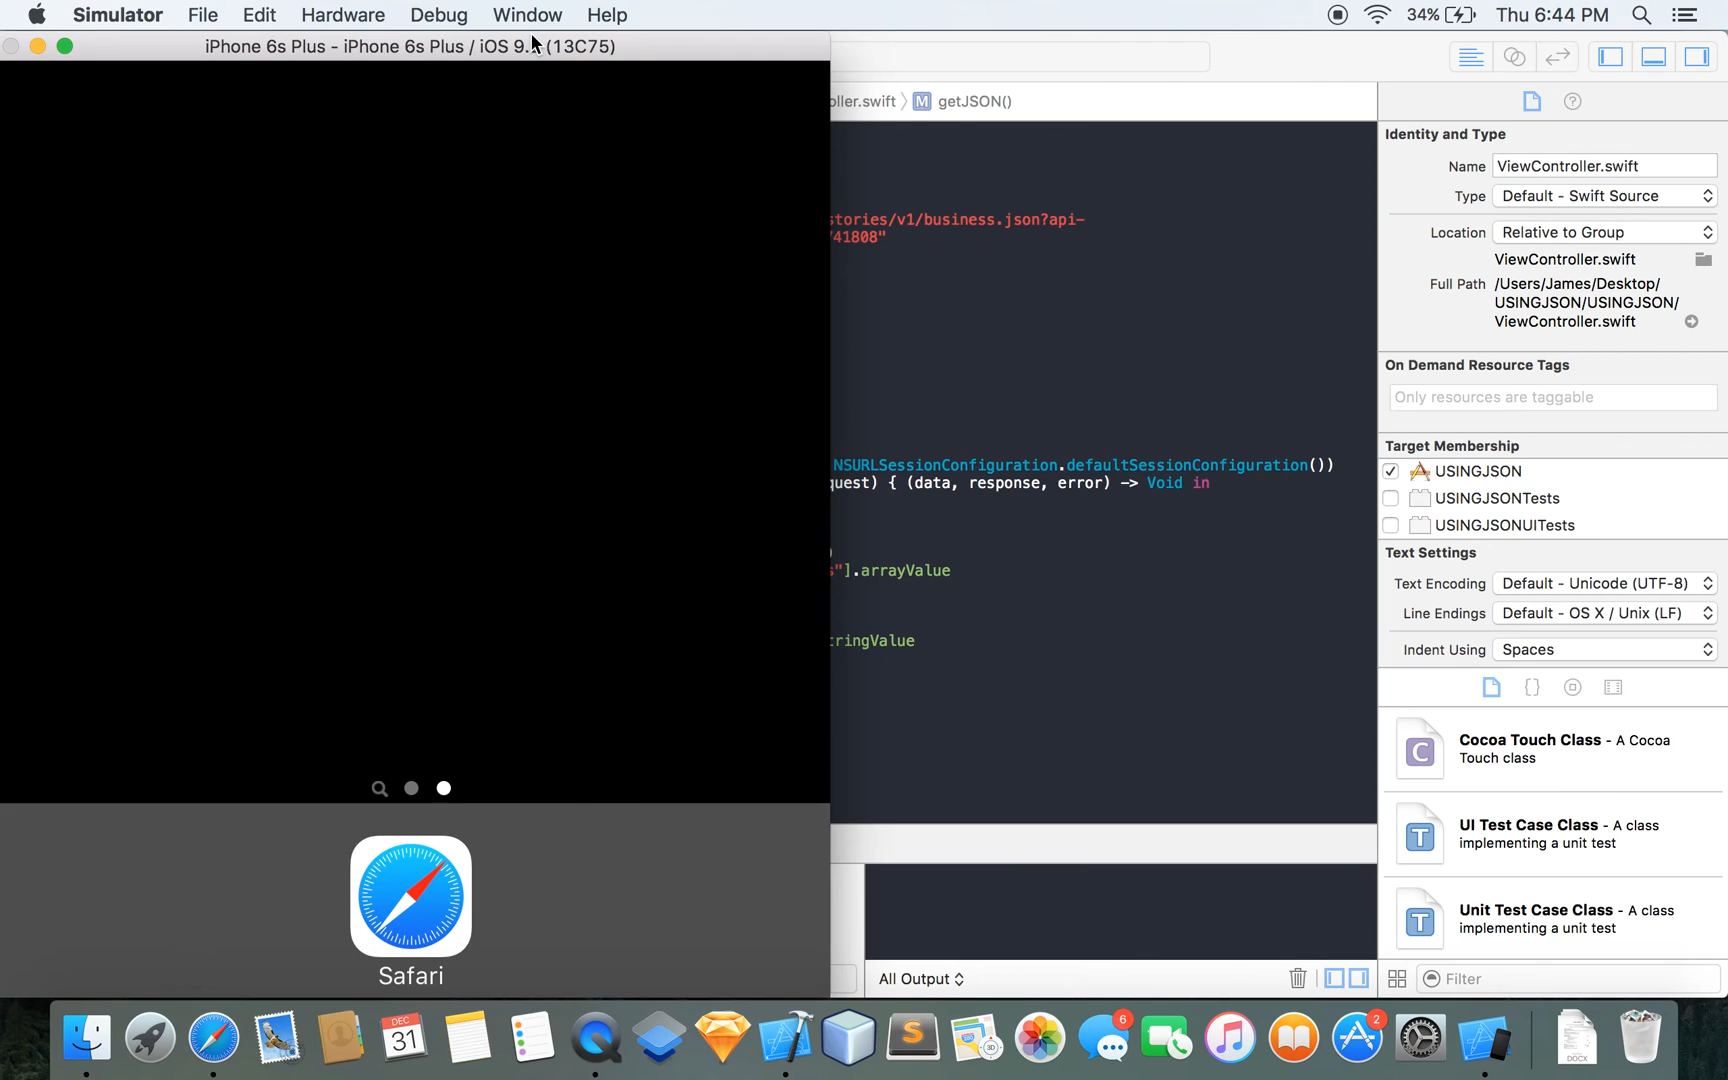 Simulator File Edit Hardware Debug Window Help 34% Thu 6:44 PM
iPhone 6s Plus - iPhone 6s Plus / iOS 9. (13C75)
oller.swift M getJSON()
stories/v1/business.json?api-
41808"
NSURLSessionConfiguration.defaultSessionConfiguration())
quest) { (data, response, error) -> Void in
)
s"].arrayValue
tringValue
Safari
All Output
Identity and Type
Name ViewController.swift
Type Default - Swift Source
Location Relative to Group
ViewController.swift
Full Path /Users/James/Desktop/
USINGJSON/USINGJSON/
ViewController.swift
On Demand Resource Tags
Only resources are taggable
Target Membership
USINGJSON
USINGJSONTests
USINGJSONUITests
Text Settings
Text Encoding Default - Unicode (UTF-8)
Line Endings Default - OS X / Unix (LF)
Indent Using Spaces
{}
C Cocoa Touch Class - A Cocoa
Touch class
T UI Test Case Class - A class
implementing a unit test
T Unit Test Case Class - A class
implementing a unit test
Filter
DEC
31
S
3D
6
2
DOCX